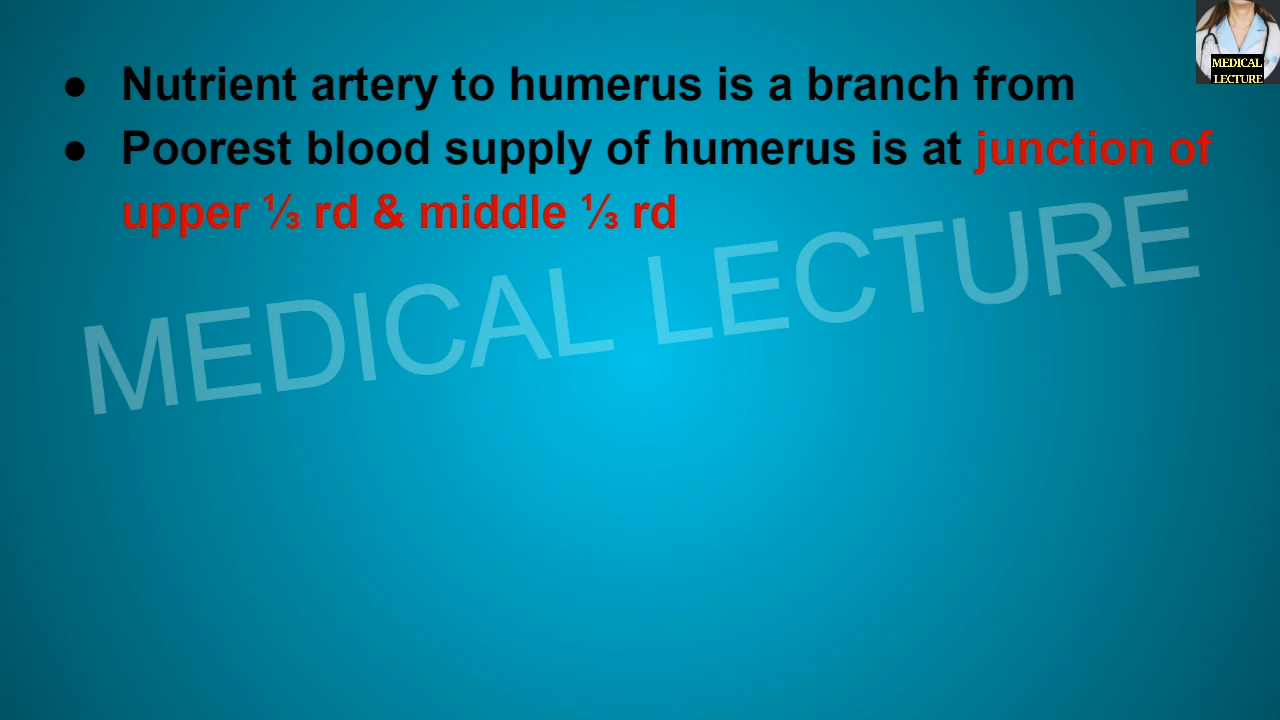 ● Nutrient artery to humerus is a branch from
● Poorest blood supply of humerus is at junction of
upper ⅓ rd & middle ⅓ rd
MEDICAL LECTURE
MEDICAL
LECTURE